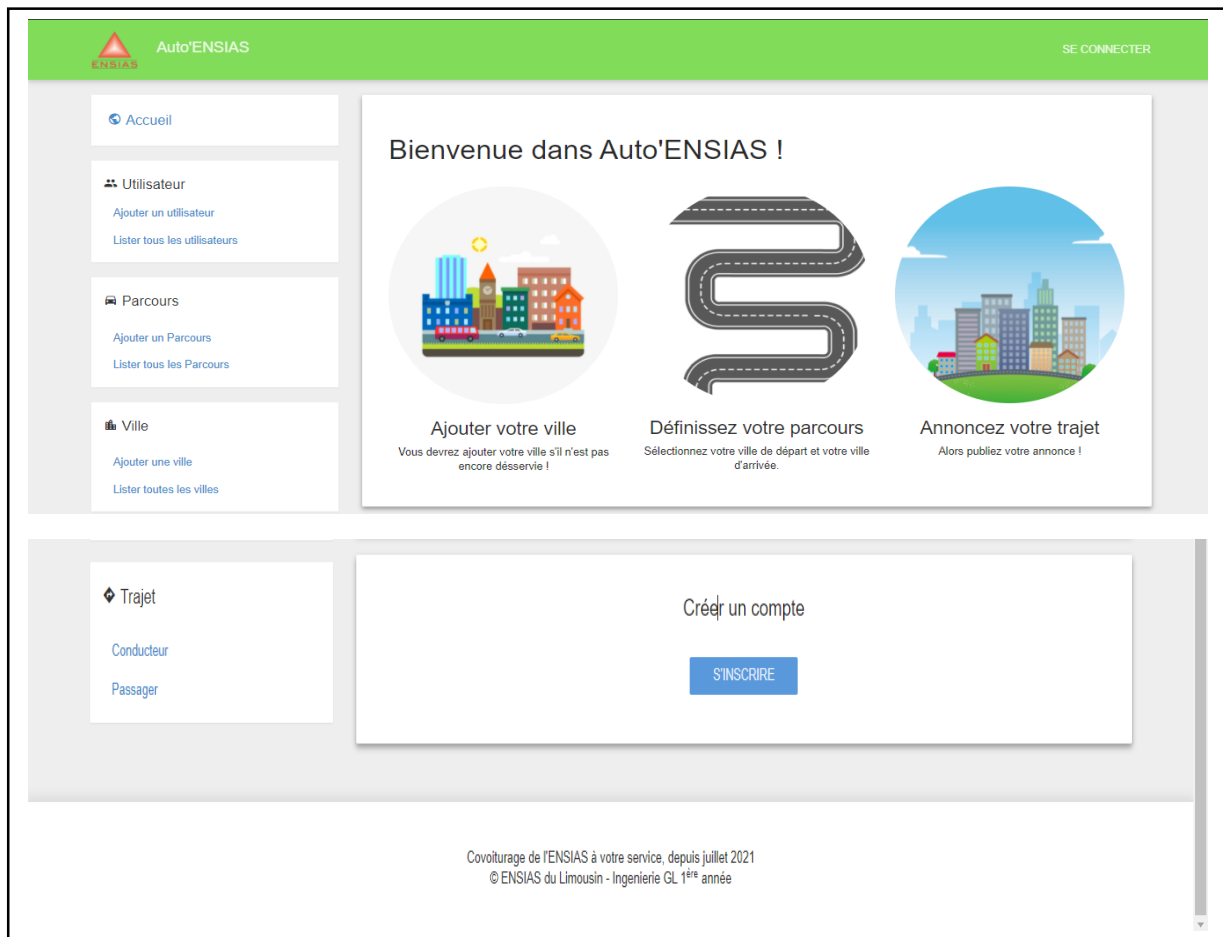 ENSIAS
Auto'ENSIAS
SE CONNECTER
Accueil
Utilisateur
Ajouter un utilisateur
Lister tous les utilisateurs
Parcours
Ajouter un Parcours
Lister tous les Parcours
Ville
Ajouter une ville
Lister toutes les villes
Bienvenue dans Auto'ENSIAS !
Ajouter votre ville
Vous devrez ajouter votre ville s'il n'est pas
encore désservie !
Définissez votre parcours
Sélectionnez votre ville de départ et votre ville
d'arrivée.
Annoncez votre trajet
Alors publiez votre annonce !
Trajet
Conducteur
Passager
Créer un compte
S'INSCRIRE
Covoiturage de l'ENSIAS à votre service, depuis juillet 2021
© ENSIAS du Limousin - Ingenierie GL 1ère année